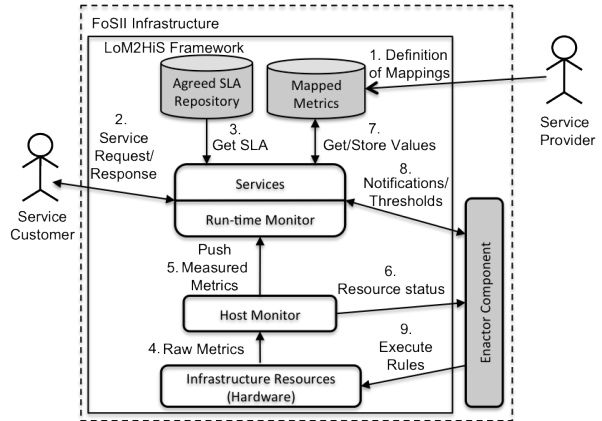 FoSII Infrastructure
LoM2HiS Framework
Agreed SLA
Repository
Mapped
Metrics
1. Definition
of Mappings
Service
Provider
2.
Service
Request/
Response
3.
Get SLA
7.
Get/Store Values
Service
Customer
Services
Run-time Monitor
8.
Notifications/
Thresholds
Push
5. Measured
Metrics
6.
Resource status
Host Monitor
Enactor Component
4. Raw Metrics
9.
Execute
Rules
Infrastructure Resources
(Hardware)